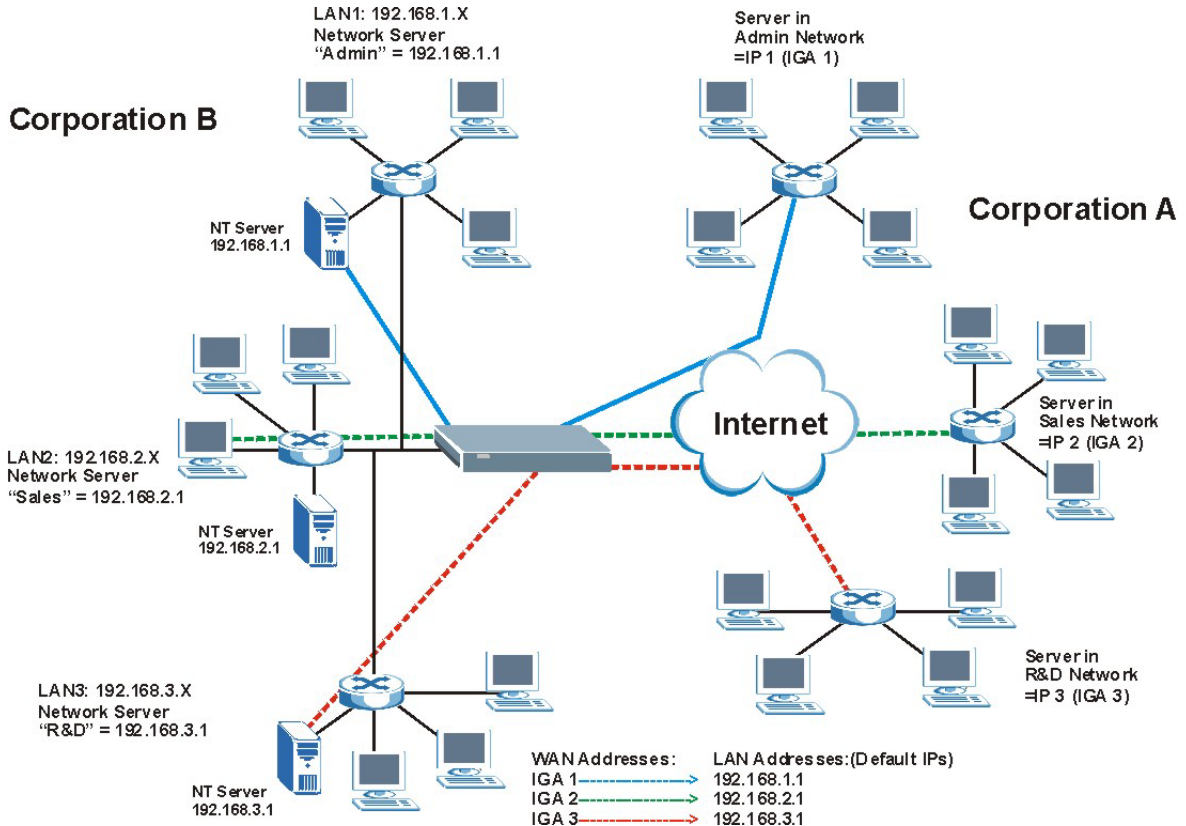 LAN1: 192.168.1.X
Network Server
“Admin” = 192.168.1.1
Server in
Admin Network
=IP 1 (IGA 1)
Corporation B
Corporation A
NT Server
192.168.1.1
Internet
Server in
Sales Network
=IP 2 (IGA 2)
LAN2: 192.168.2.X
Network Server
“Sales” = 192.168.2.1
NT Server
192.168.2.1
LAN3: 192.168.3.X
Network Server
“R&D” = 192.168.3.1
Server in
R&D Network
=IP 3 (IGA 3)
NT Server
192.168.3.1
WAN Addresses: LAN Addresses:(Default IPs)
IGA 1 192.168.1.1
IGA 2 192.168.2.1
IGA 3 192.168.3.1